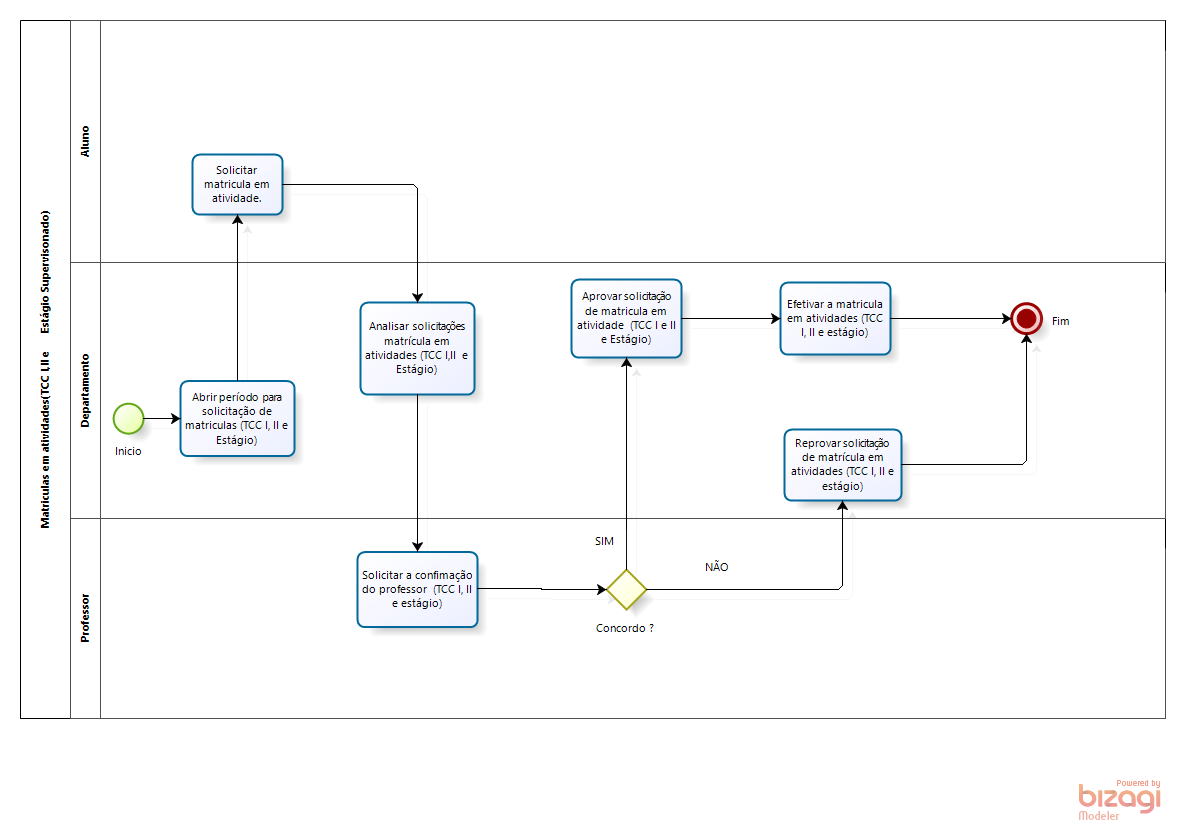 Matriculas em atividades(TCC I,II e Estágio Supervisonado)
Aluno
Solicitar
matricula em
atividade.
Departamento
Inicio
Abrir período para
solicitação de
matriculas (TCC I, II e
Estágio)
Analisar solicitações
matrícula em
atividades (TCC I,II e
Estágio)
Aprovar solicitação
de matricula em
atividade (TCC I e II
e Estágio)
Efetivar a matricula
em atividades (TCC
I, II e estágio)
Fim
Reprovar solicitação
de matrícula em
atividades (TCC I, II e
estágio)
Professor
Solicitar a confimação
do professor (TCC I, II
e estágio)
SIM
NÃO
Concordo ?
Powered by
bizagi
Modeler